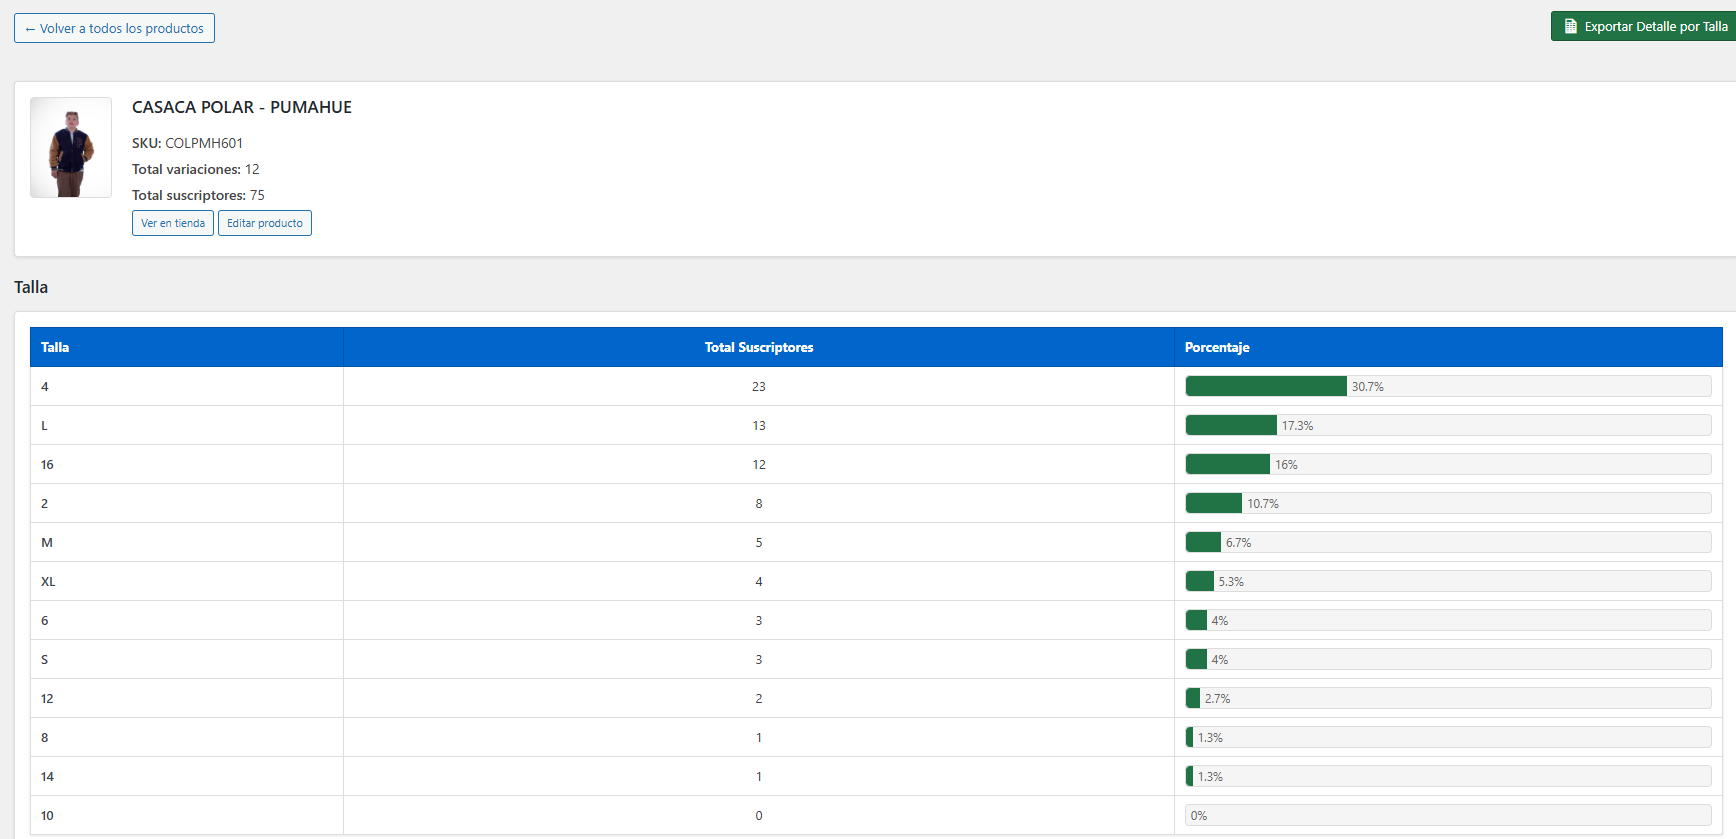 ← Volver a todos los productos
Exportar Detalle por Talla
CASACA POLAR - PUMAHUE
SKU: COLPMH601
Total variaciones: 12
Total suscriptores: 75
Ver en tienda Editar producto
Talla
Talla Total Suscriptores Porcentaje
4 23 30.7%
L 13 17.3%
16 12 16%
2 8 10.7%
M 5 6.7%
XL 4 5.3%
6 3 4%
S 3 4%
12 2 2.7%
8 1 1.3%
14 1 1.3%
10 0 0%